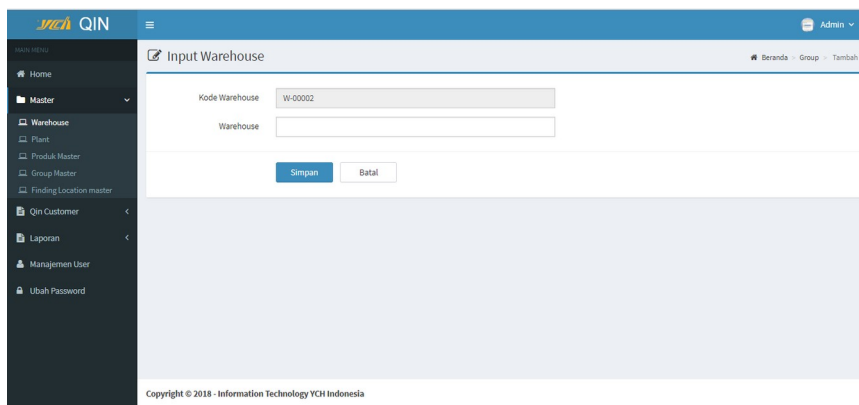 ych QIN
Admin
MAIN MENU
Input Warehouse
Beranda > Group > Tambah
Home
Master
Kode Warehouse W-00002
Warehouse
Warehouse
Plant
Produk Master
Group Master
Finding Location master
Simpan Batal
Qin Customer
Laporan
Manajemen User
Ubah Password
Copyright © 2018 - Information Technology YCH Indonesia